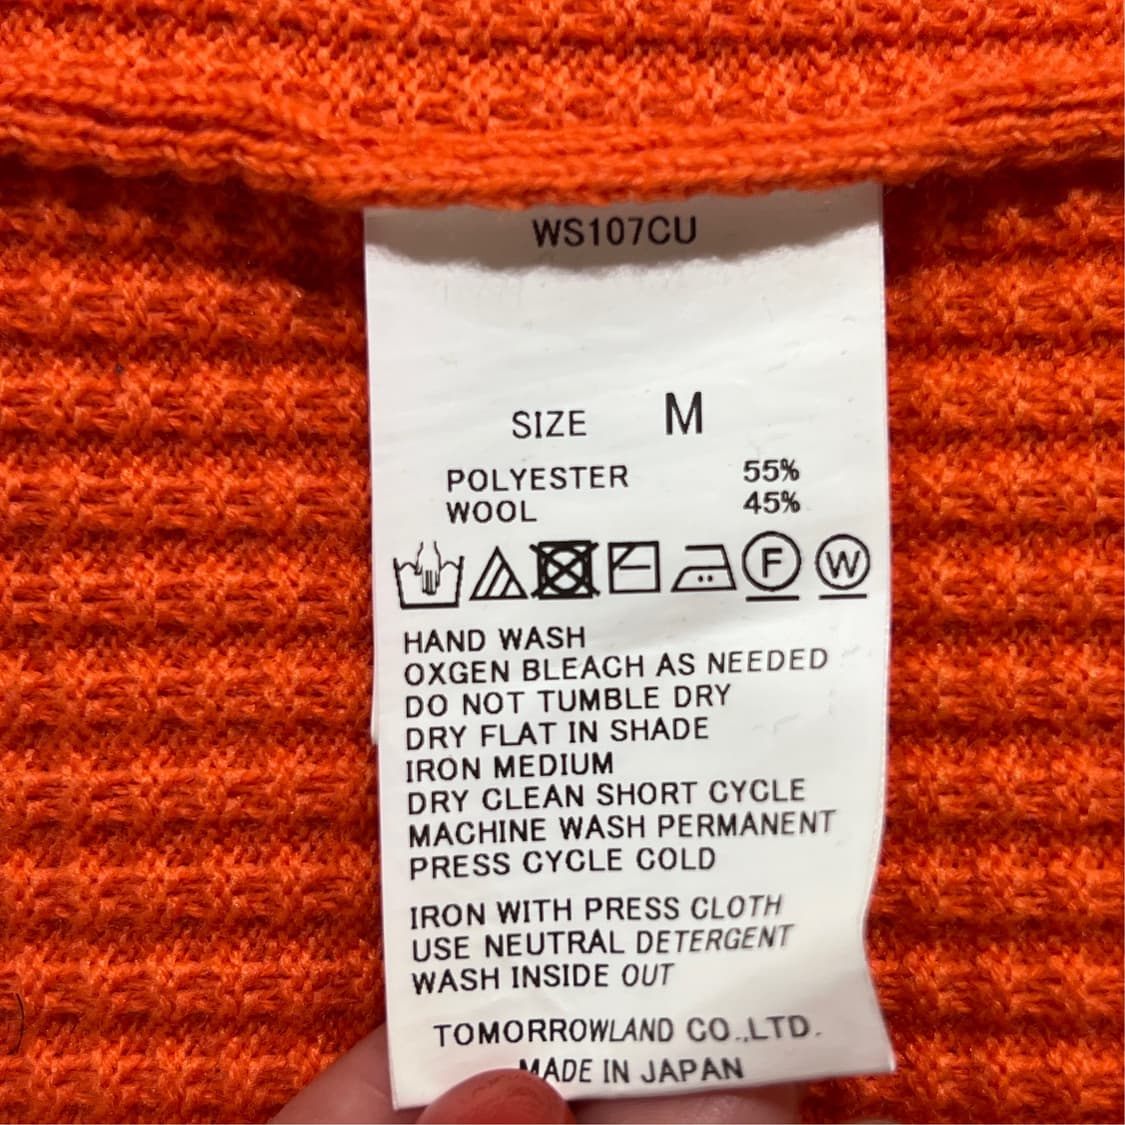 WS107CU
SIZE M
POLYESTER 55%
WOOL 45%
F W
HAND WASH
OXGEN BLEACH AS NEEDED
DO NOT TUMBLE DRY
DRY FLAT IN SHADE
IRON MEDIUM
DRY CLEAN SHORT CYCLE
MACHINE WASH PERMANENT
PRESS CYCLE COLD
IRON WITH PRESS CLOTH
USE NEUTRAL DETERGENT
WASH INSIDE OUT
TOMORROWLAND CO.,LTD.
MADE IN JAPAN